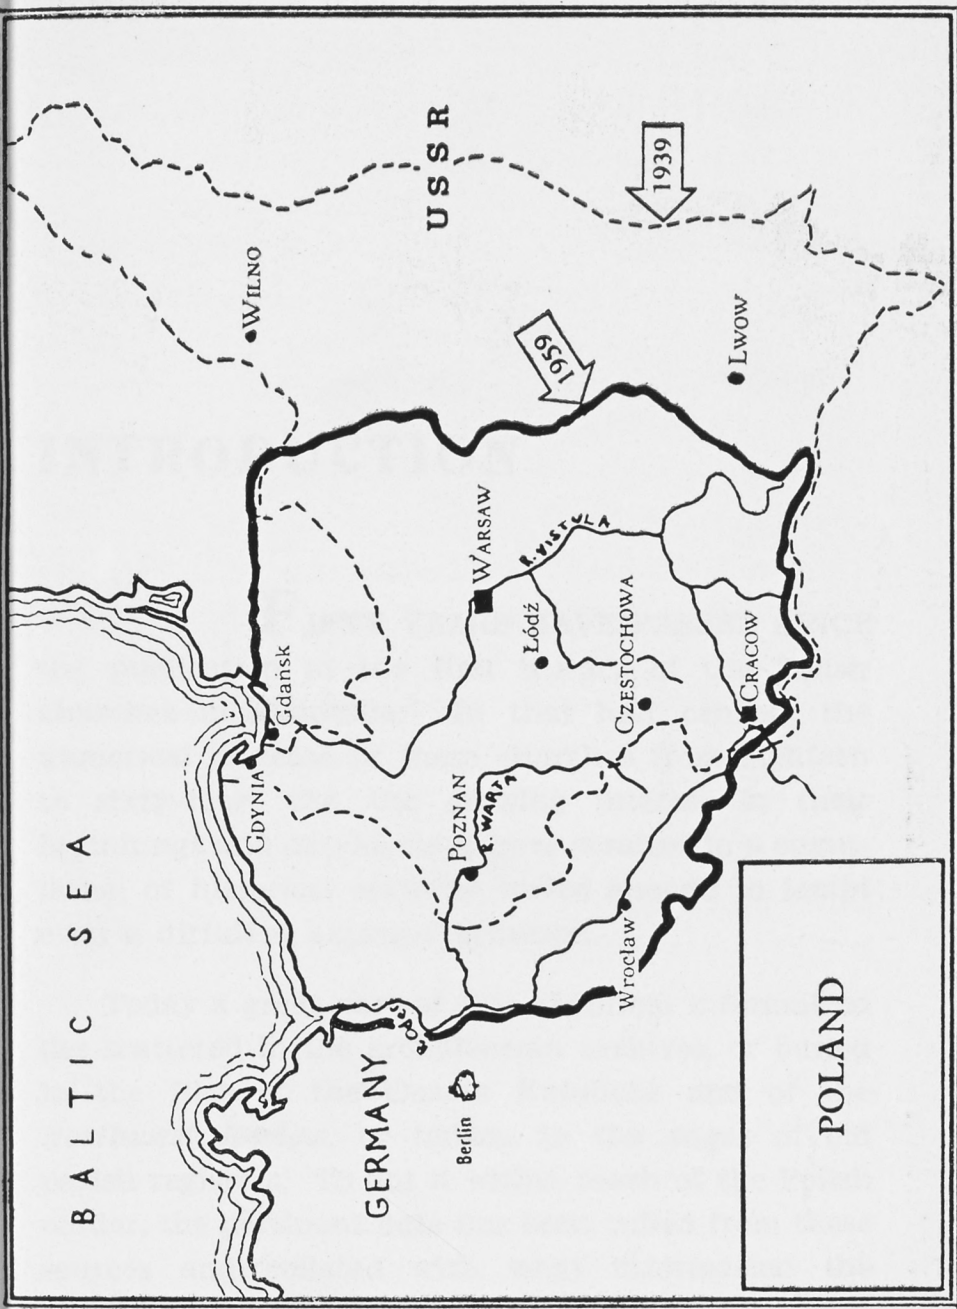 BALTIC SEA
WILNO
GDYNIA
Gdańsk
GERMANY
USSR
Berlin
POZNAN
WARSAW
R. WARTA
Łódź
R. VISTULA
1959
CZESTOCHOWA
Wrocław
1939
LWOW
CRACOW
POLAND